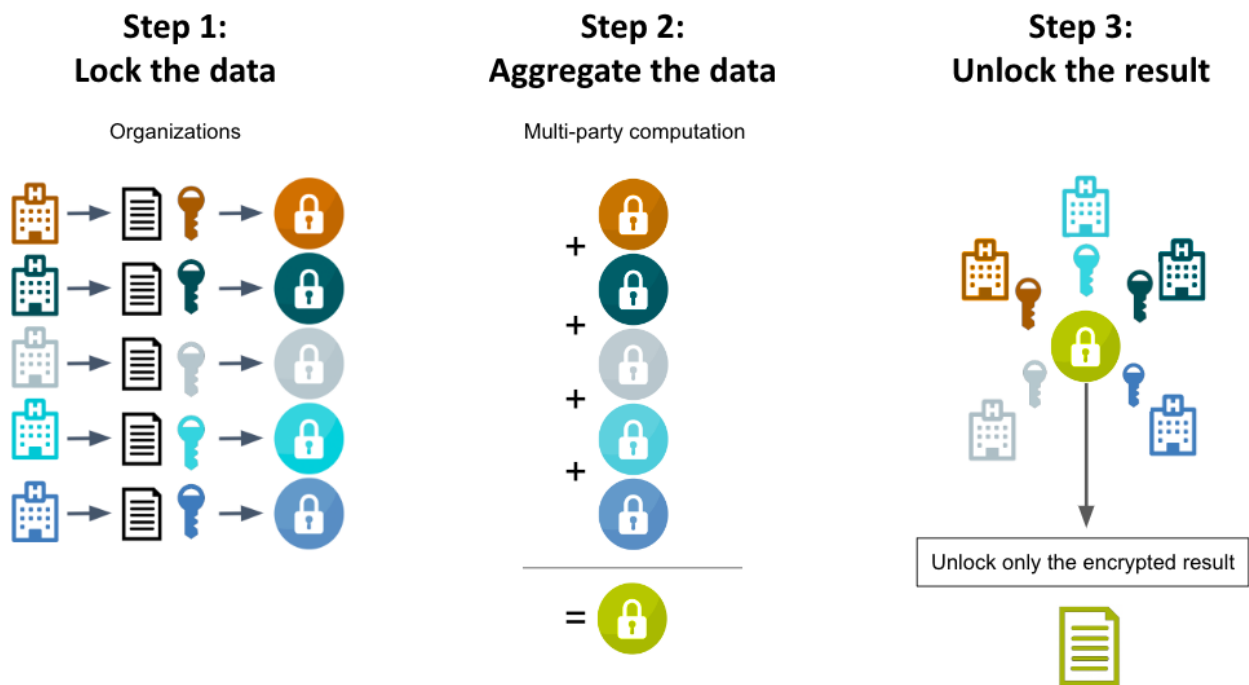 Step 1:
Lock the data
Organizations
H
H
H
H
H
Step 2:
Aggregate the data
Multi-party computation
+
+
+
+
=
Step 3:
Unlock the result
H
H
H
H
H
Unlock only the encrypted result